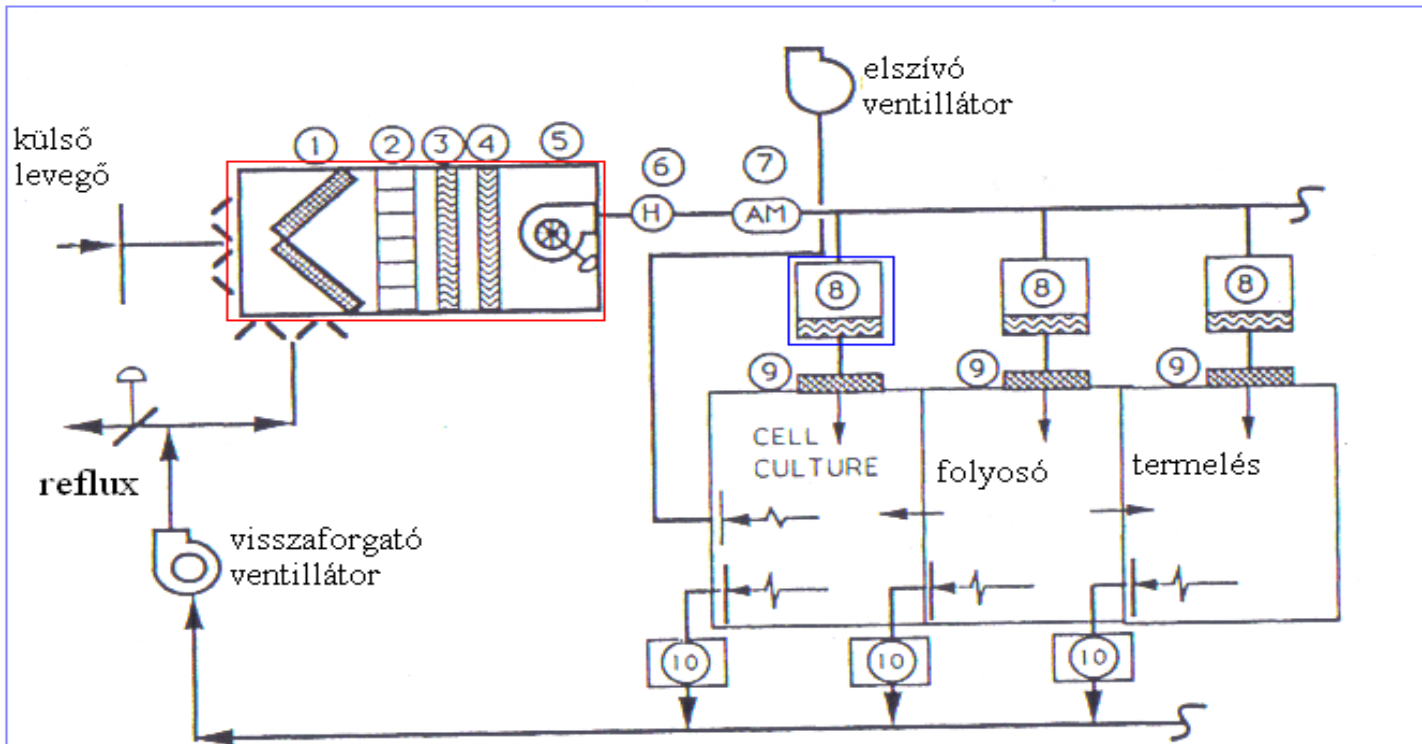 elszívó
ventillátor
külső
levegő
1
2
3
4
5
6
7
H
AM
8
8
8
9
9
9
CELL
CULTURE
folyosó
termelés
reflux
visszaforgató
ventillátor
10
10
10